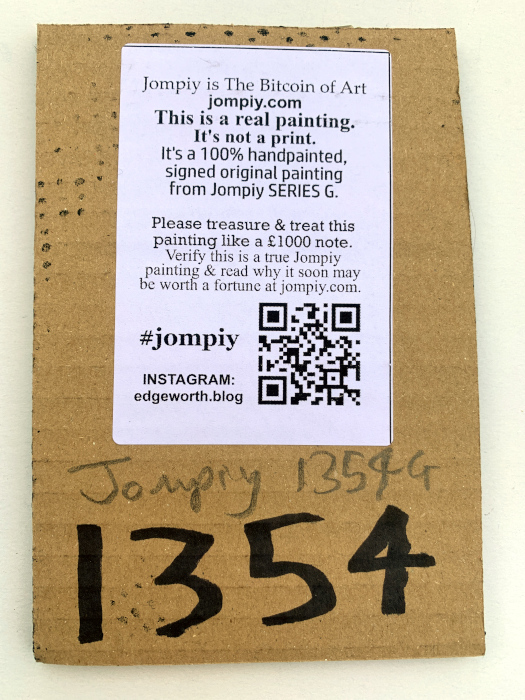 Jompiy is The Bitcoin of Art
jompiy.com
This is a real painting.
It's not a print.
It's a 100% handpainted,
signed original painting
from Jompiy SERIES G.
Please treasure & treat this
painting like a £1000 note.
Verify this is a true Jompiy
painting & read why it soon may
be worth a fortune at jompiy.com.
#jompiy
INSTAGRAM:
edgeworth.blog
Jompiy 1354G
1354